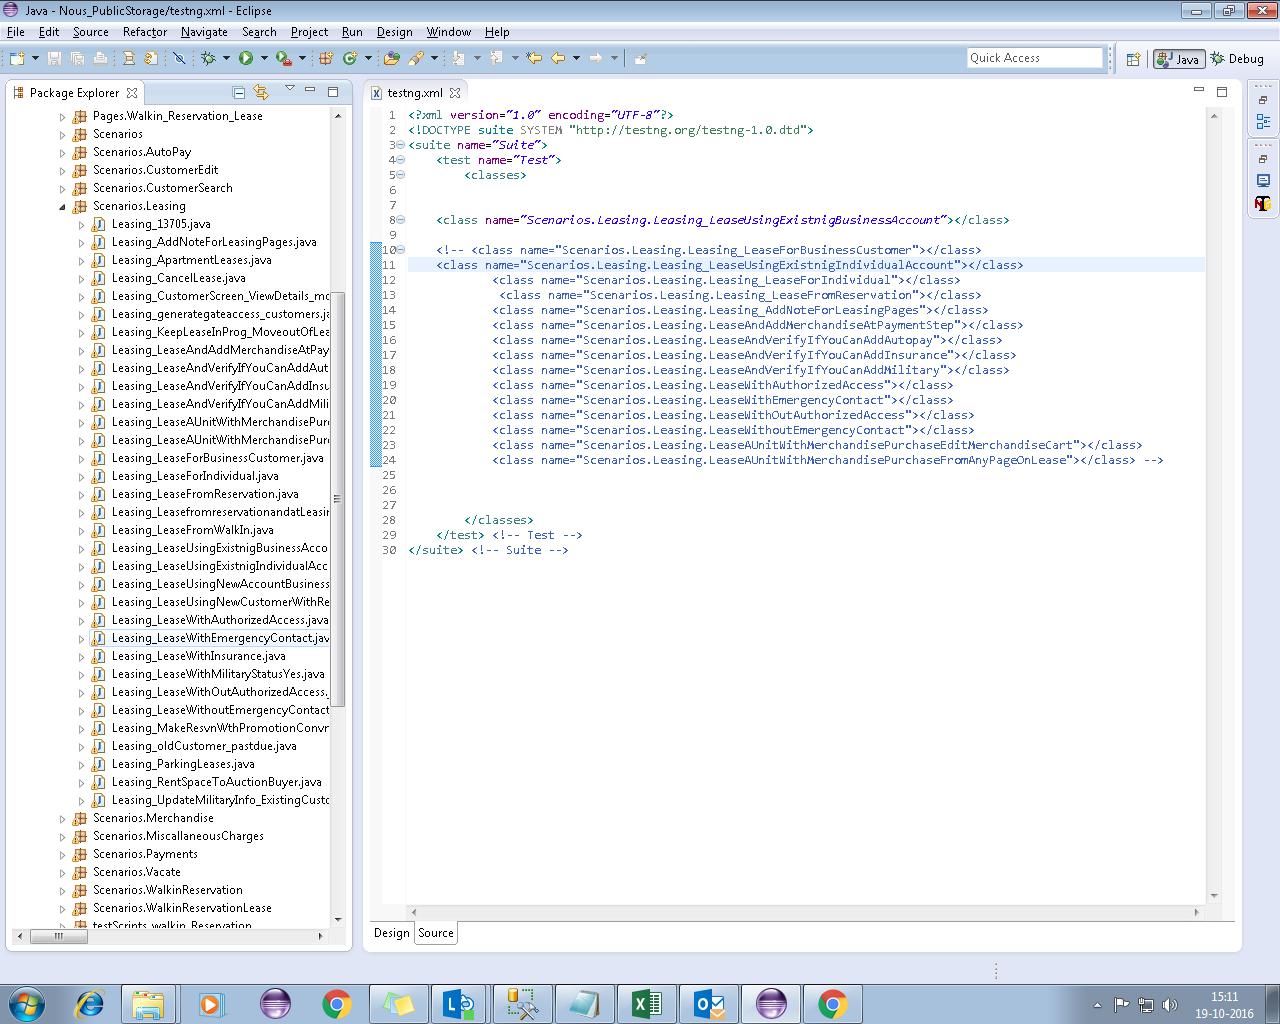 Java - Nous_PublicStorage/testng.xml - Eclipse
File Edit Source Refactor Navigate Search Project Run Design Window Help
Quick Access
Java
Debug
Package Explorer
Pages.Walkin_Reservation_Lease
Scenarios
Scenarios.AutoPay
Scenarios.CustomerEdit
Scenarios.CustomerSearch
Scenarios.Leasing
Leasing_13705.java
Leasing_AddNoteForLeasingPages.java
Leasing_ApartmentLeases.java
Leasing_CancelLease.java
Leasing_CustomerScreen_ViewDetails_mo
Leasing_generategateaccess_customers.ja
Leasing_KeepLeaseInProg_MoveoutOfLea
Leasing_LeaseAndAddMerchandiseAtPay
Leasing_LeaseAndVerifyIfYouCanAddAut
Leasing_LeaseAndVerifyIfYouCanAddInsu
Leasing_LeaseAndVerifyIfYouCanAddMili
Leasing_LeaseAUnitWithMerchandisePur
Leasing_LeaseAUnitWithMerchandisePur
Leasing_LeaseForBusinessCustomer.java
Leasing_LeaseForIndividual.java
Leasing_LeaseFromReservation.java
Leasing_LeasefromreservationandatLeasin
Leasing_LeaseFromWalkIn.java
Leasing_LeaseUsingExistnigBusinessAcco
Leasing_LeaseUsingExistnigIndividualAcc
Leasing_LeaseUsingNewAccountBusiness
Leasing_LeaseUsingNewCustomerWithRe
Leasing_LeaseWithAuthorizedAccess.java
Leasing_LeaseWithEmergencyContact.jav
Leasing_LeaseWithInsurance.java
Leasing_LeaseWithMilitaryStatusYes.java
Leasing_LeaseWithOutAuthorizedAccess.
Leasing_LeaseWithoutEmergencyContact
Leasing_MakeResvnWthPromotionConvr
Leasing_oldCustomer_pastdue.java
Leasing_ParkingLeases.java
Leasing_RentSpaceToAuctionBuyer.java
Leasing_UpdateMilitaryInfo_ExistingCusto
Scenarios.Merchandise
Scenarios.MiscallaneousCharges
Scenarios.Payments
Scenarios.Vacate
Scenarios.WalkinReservation
Scenarios.WalkinReservationLease
testScripts_walkin_Reservation
testng.xml
1 <?xml version="1.0" encoding="UTF-8"?>
2 <!DOCTYPE suite SYSTEM "http://testng.org/testng-1.0.dtd">
3 <suite name="Suite">
4 <test name="Test">
5 <classes>
6
7
8 <class name="Scenarios.Leasing.Leasing_LeaseUsingExistnigBusinessAccount"></class>
9
10 <!-- <class name="Scenarios.Leasing.Leasing_LeaseForBusinessCustomer"></class>
11 <class name="Scenarios.Leasing.Leasing_LeaseUsingExistnigIndividualAccount"></class>
12 <class name="Scenarios.Leasing.Leasing_LeaseForIndividual"></class>
13 <class name="Scenarios.Leasing.Leasing_LeaseFromReservation"></class>
14 <class name="Scenarios.Leasing.Leasing_AddNoteForLeasingPages"></class>
15 <class name="Scenarios.Leasing.LeaseAndAddMerchandiseAtPaymentStep"></class>
16 <class name="Scenarios.Leasing.LeaseAndVerifyIfYouCanAddAutopay"></class>
17 <class name="Scenarios.Leasing.LeaseAndVerifyIfYouCanAddInsurance"></class>
18 <class name="Scenarios.Leasing.LeaseAndVerifyIfYouCanAddMilitary"></class>
19 <class name="Scenarios.Leasing.LeaseWithAuthorizedAccess"></class>
20 <class name="Scenarios.Leasing.LeaseWithEmergencyContact"></class>
21 <class name="Scenarios.Leasing.LeaseWithOutAuthorizedAccess"></class>
22 <class name="Scenarios.Leasing.LeaseWithoutEmergencyContact"></class>
23 <class name="Scenarios.Leasing.LeaseAUnitWithMerchandisePurchaseEditMerchandiseCart"></class>
24 <class name="Scenarios.Leasing.LeaseAUnitWithMerchandisePurchaseFromAnyPageOnLease"></class> -->
25
26
27
28 </classes>
29 </test> <!-- Test -->
30 </suite> <!-- Suite -->
Design Source
15:11
19-10-2016